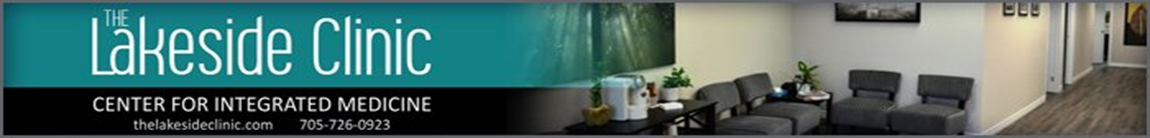 THE
Lakeside Clinic
CENTER FOR INTEGRATED MEDICINE
thelakesideclinic.com 705-726-0923